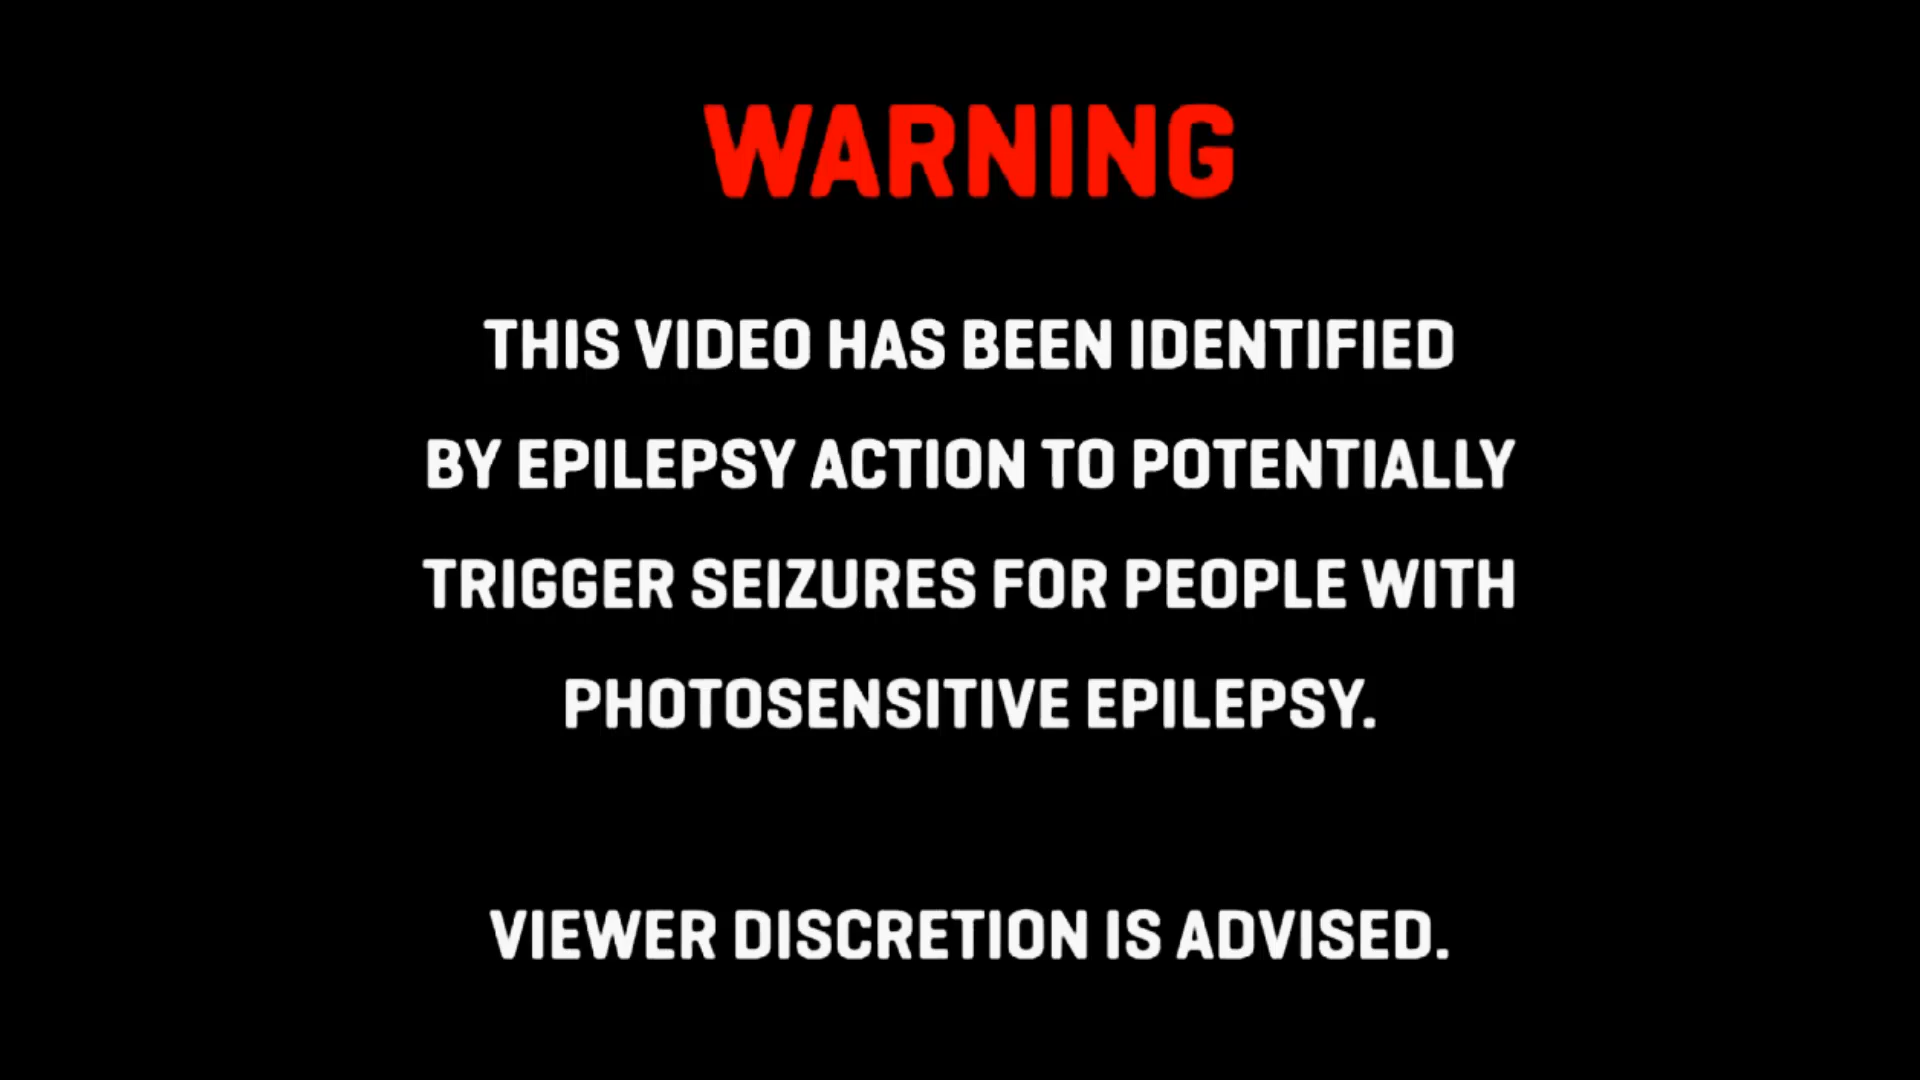 WARNING
THIS VIDEO HAS BEEN IDENTIFIED
BY EPILEPSY ACTION TO POTENTIALLY
TRIGGER SEIZURES FOR PEOPLE WITH
PHOTOSENSITIVE EPILEPSY.
VIEWER DISCRETION IS ADVISED.